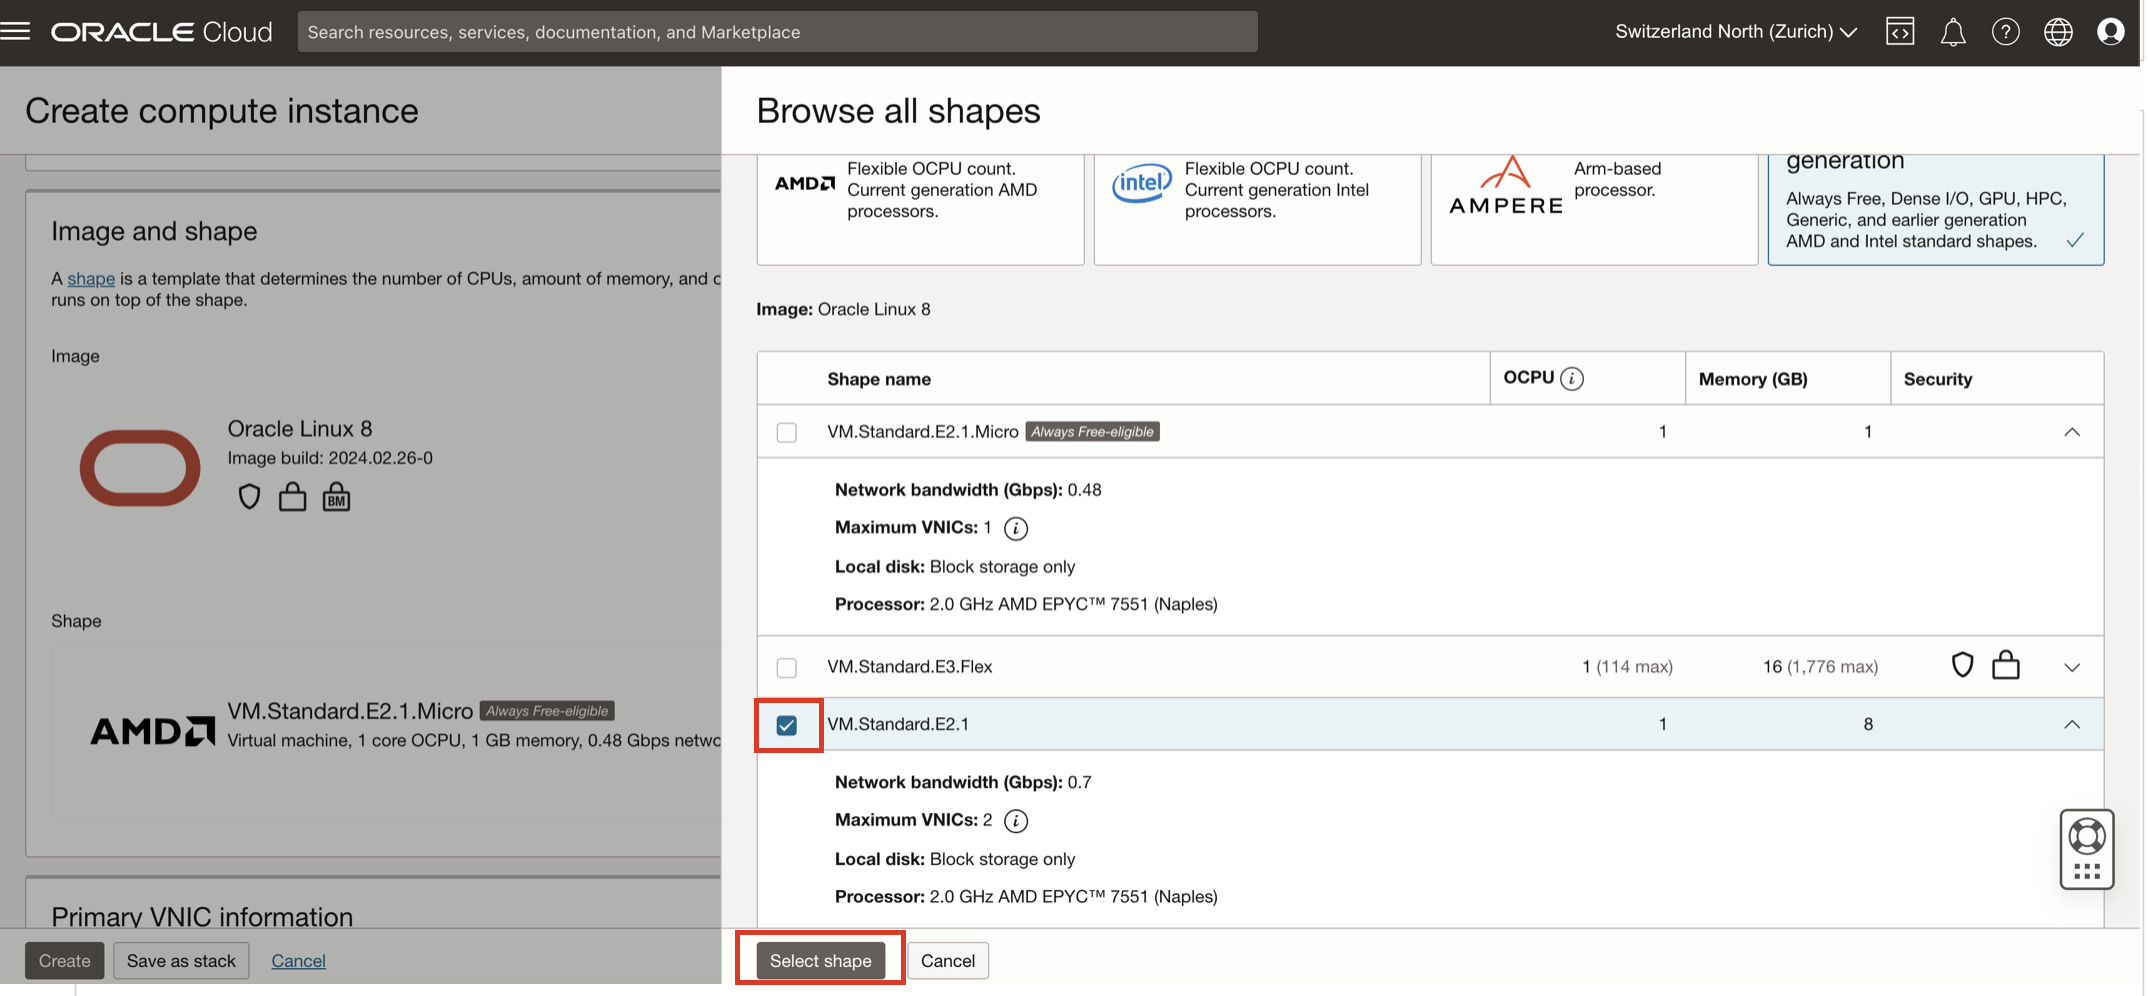 ORACLE Cloud
Search resources, services, documentation, and Marketplace
Switzerland North (Zurich)
Create compute instance
Image and shape
A shape is a template that determines the number of CPUs, amount of memory, and
runs on top of the shape.
Image
Oracle Linux 8
Image build: 2024.02.26-0
BM
Shape
AMD
VM.Standard.E2.1.Micro Always Free-eligible
Virtual machine, 1 core OCPU, 1 GB memory, 0.48 Gbps netwo
Primary VNIC information
Create
Save as stack
Cancel
Browse all shapes
AMD
Flexible OCPU count.
Current generation AMD
processors.
intel
Flexible OCPU count.
Current generation Intel
processors.
AMPERE
Arm-based
processor.
generation
Always Free, Dense I/O, GPU, HPC,
Generic, and earlier generation
AMD and Intel standard shapes.
Image: Oracle Linux 8
Shape name OCPU i Memory (GB) Security
VM.Standard.E2.1.Micro Always Free-eligible 1 1
Network bandwidth (Gbps): 0.48
Maximum VNICs: 1 i
Local disk: Block storage only
Processor: 2.0 GHz AMD EPYC™ 7551 (Naples)
VM.Standard.E3.Flex 1 (114 max) 16 (1,776 max)
VM.Standard.E2.1 1 8
Network bandwidth (Gbps): 0.7
Maximum VNICs: 2 i
Local disk: Block storage only
Processor: 2.0 GHz AMD EPYC™ 7551 (Naples)
Select shape
Cancel